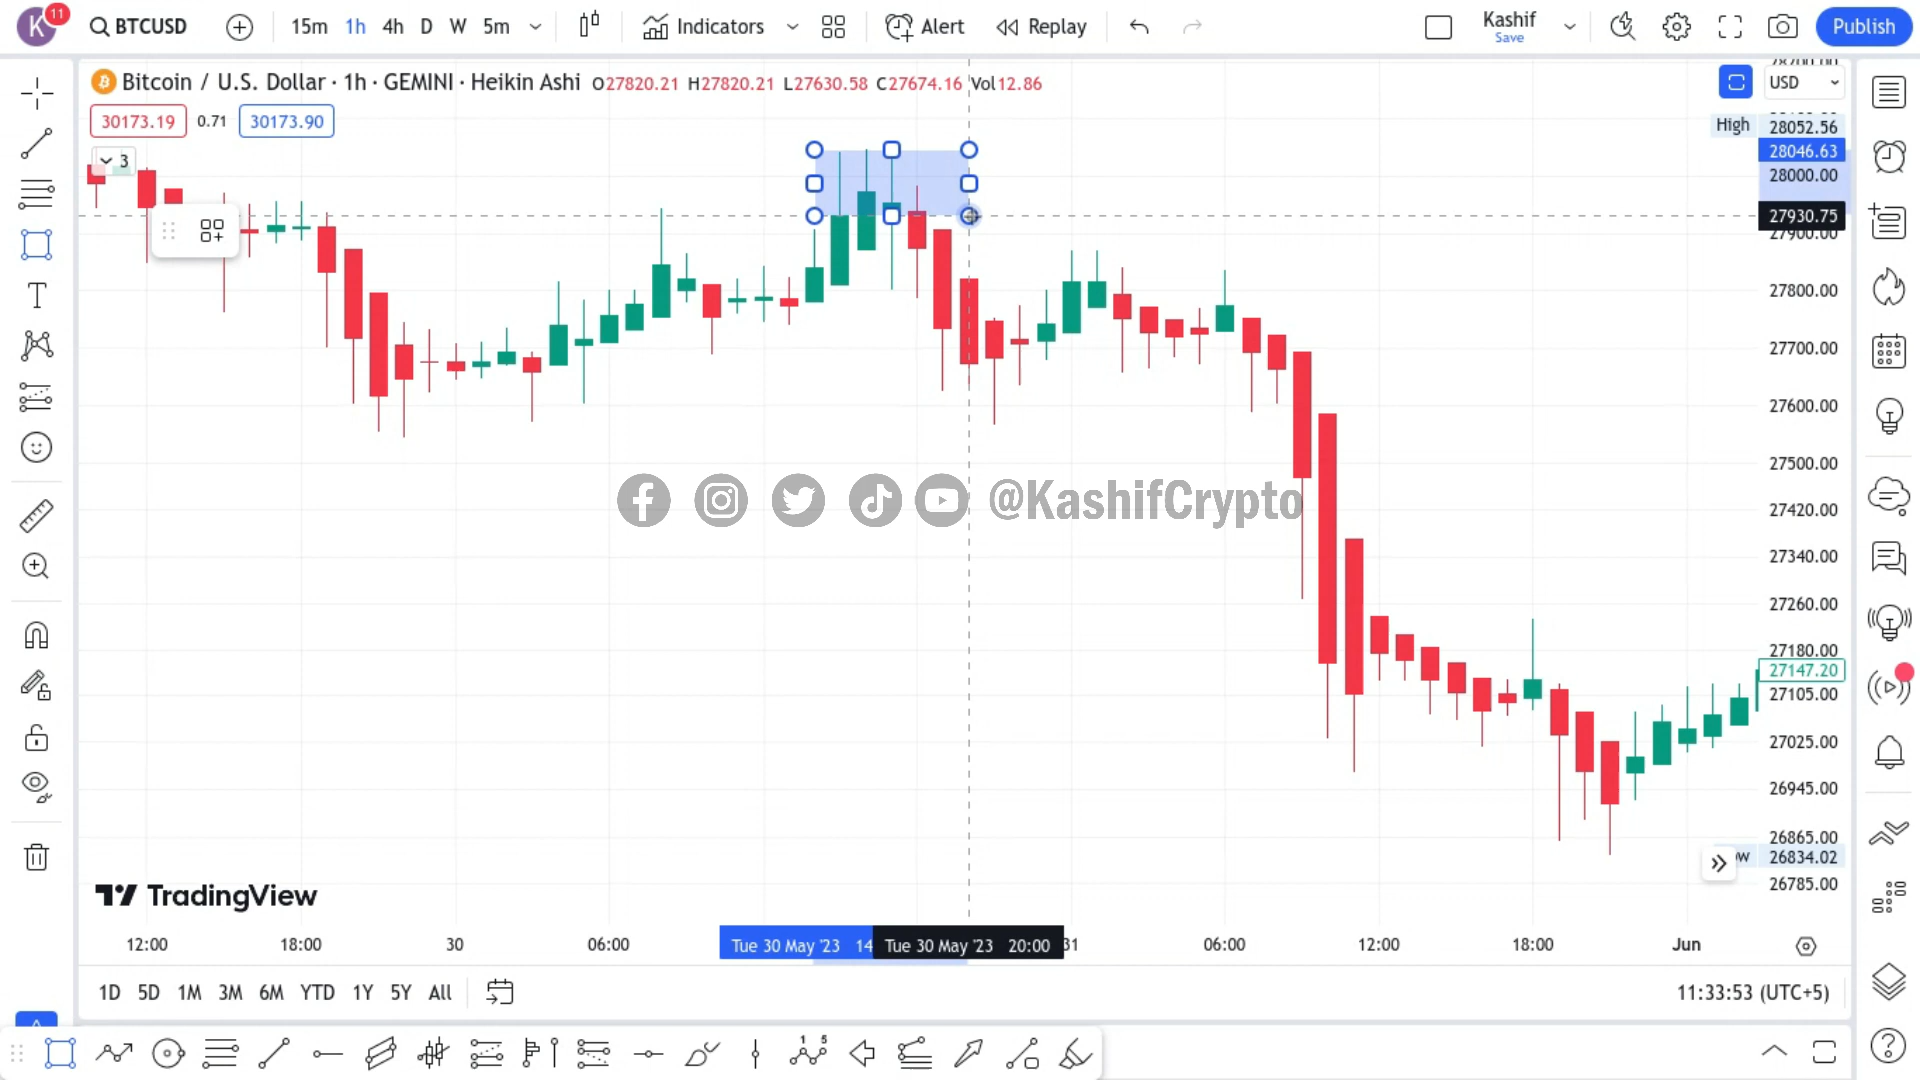 K 11 BTCUSD 15m 1h 4h D W 5m Indicators Alert Replay Kashif Save Publish
Bitcoin / U.S. Dollar · 1h · GEMINI · Heikin Ashi O27820.21 H27820.21 L27630.58 C27674.16 Vol12.86
USD
30173.19 0.71 30173.90
High 28052.56
28046.63
3
28000.00
27930.75
27900.00
27800.00
27700.00
27600.00
27500.00
@KashifCrypto
27420.00
27340.00
27260.00
27180.00
27147.20
27105.00
27025.00
26945.00
26865.00
26834.02
26785.00
TradingView
12:00 18:00 30 06:00 Tue 30 May '23 14 Tue 30 May '23 20:00 31 06:00 12:00 18:00 Jun
1D 5D 1M 3M 6M YTD 1Y 5Y All 11:33:53 (UTC+5)
1 5